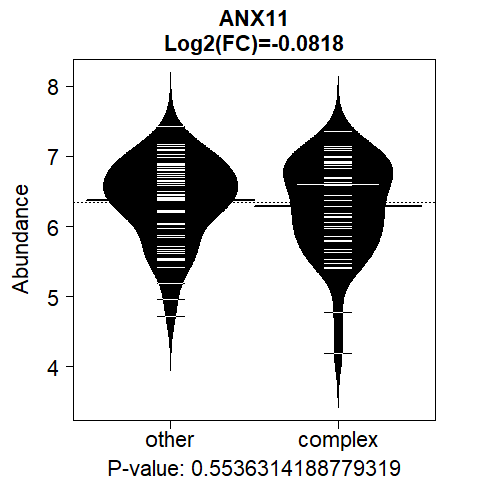 ANX11
Log2(FC)=-0.0818
Abundance
8
7
6
5
4
other complex
P-value: 0.5536314188779319